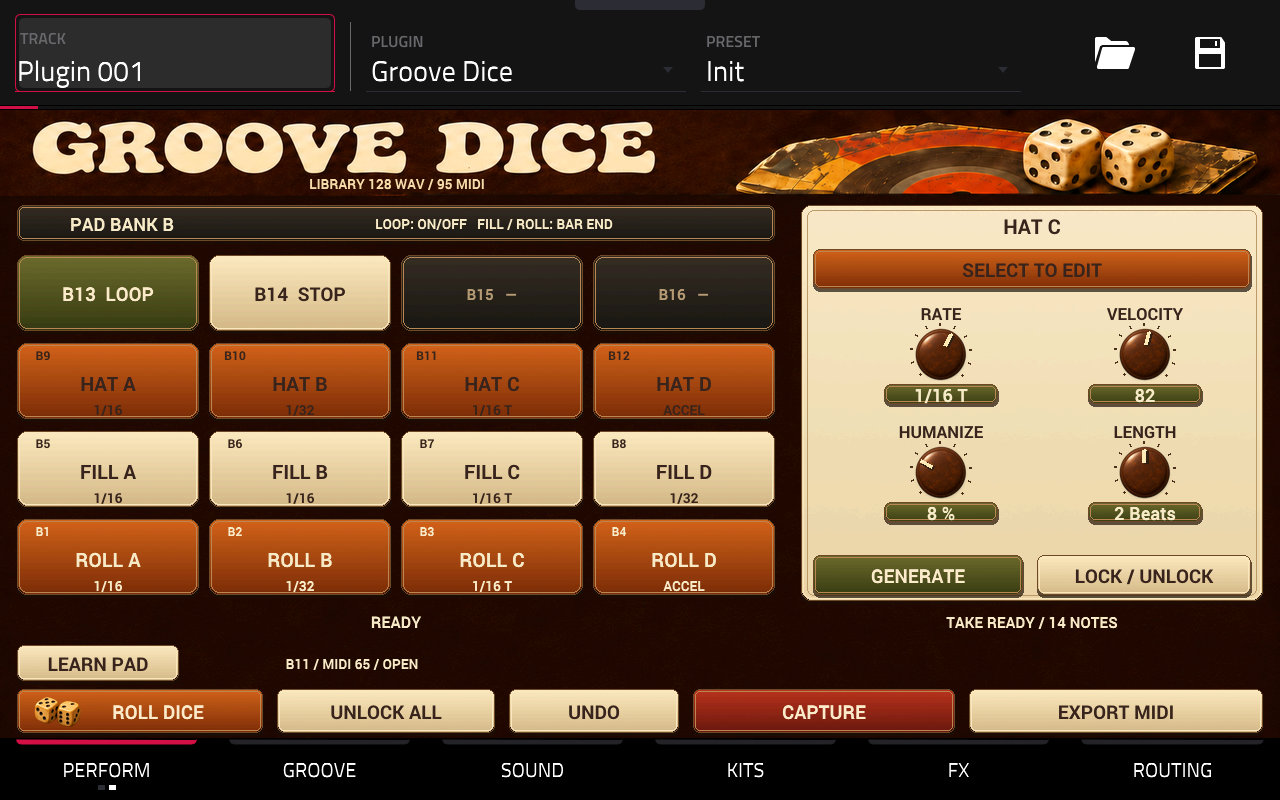 TRACK
Plugin 001
PLUGIN
Groove Dice
PRESET
Init
GROOVE DICE
LIBRARY 128 WAV / 95 MIDI
PAD BANK B
LOOP: ON/OFF FILL / ROLL: BAR END
B13 LOOP
B14 STOP
B15 –
B16 –
B9
HAT A
1/16
B10
HAT B
1/32
B11
HAT C
1/16 T
B12
HAT D
ACCEL
B5
FILL A
1/16
B6
FILL B
1/16
B7
FILL C
1/16 T
B8
FILL D
1/32
B1
ROLL A
1/16
B2
ROLL B
1/32
B3
ROLL C
1/16 T
B4
ROLL D
ACCEL
READY
HAT C
SELECT TO EDIT
RATE
1/16 T
VELOCITY
82
HUMANIZE
8 %
LENGTH
2 Beats
GENERATE
LOCK / UNLOCK
TAKE READY / 14 NOTES
LEARN PAD
B11 / MIDI 65 / OPEN
ROLL DICE
UNLOCK ALL
UNDO
CAPTURE
EXPORT MIDI
PERFORM
GROOVE
SOUND
KITS
FX
ROUTING